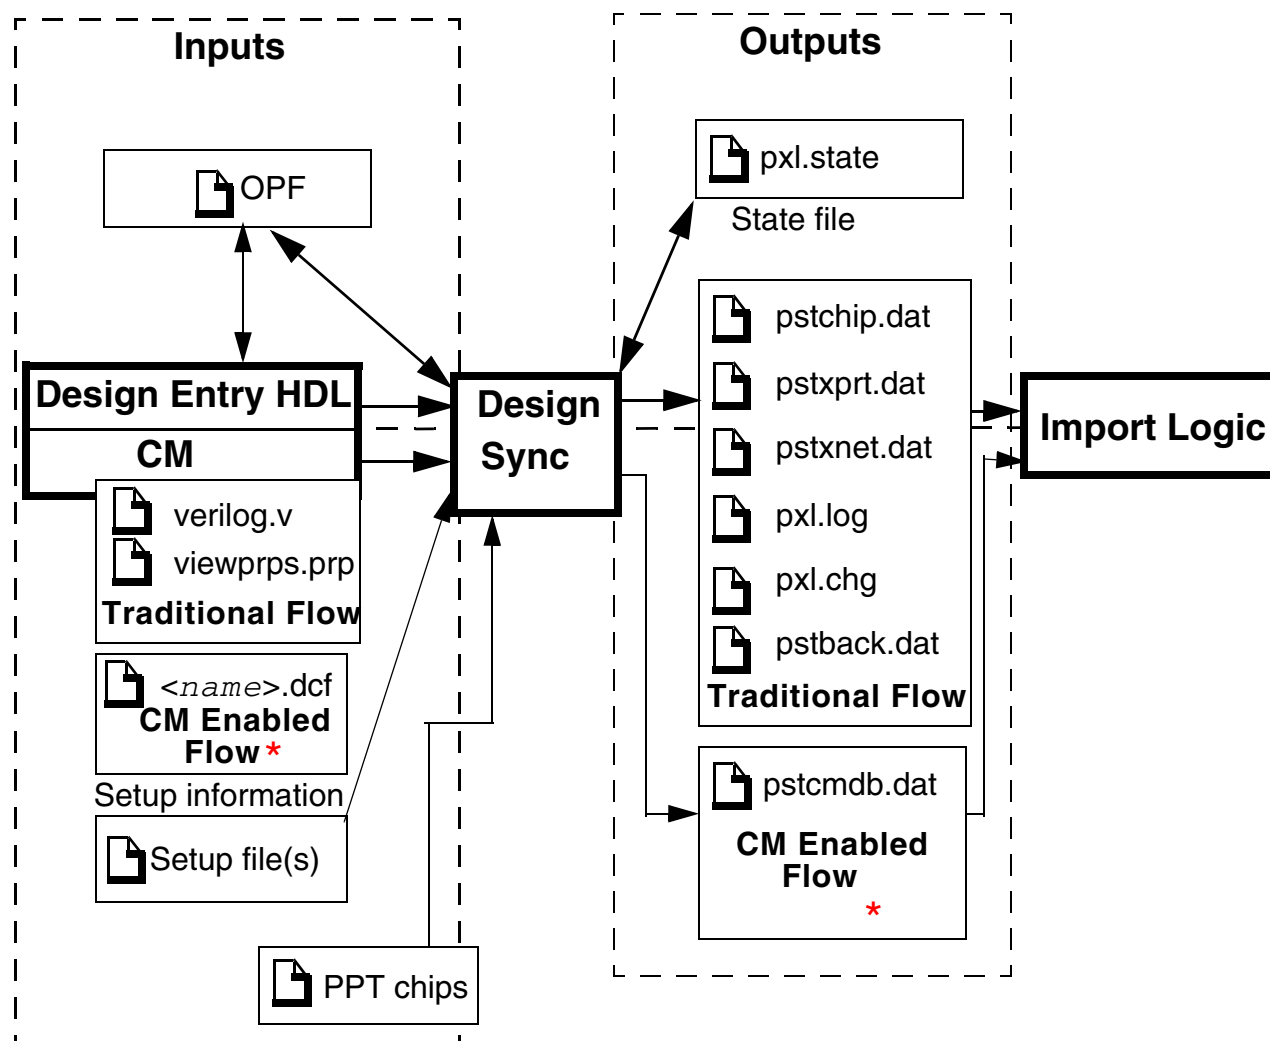 Inputs
OPF
Design Entry HDL
CM
verilog.v
viewprps.prp
Traditional Flow
<name>.dcf
CM Enabled
Flow *
Setup information
Setup file(s)
PPT chips
Design
Sync
Outputs
pxl.state
State file
pstchip.dat
pstxprt.dat
pstxnet.dat
pxl.log
pxl.chg
pstback.dat
Traditional Flow
pstcmdb.dat
CM Enabled
Flow
*
Import Logic